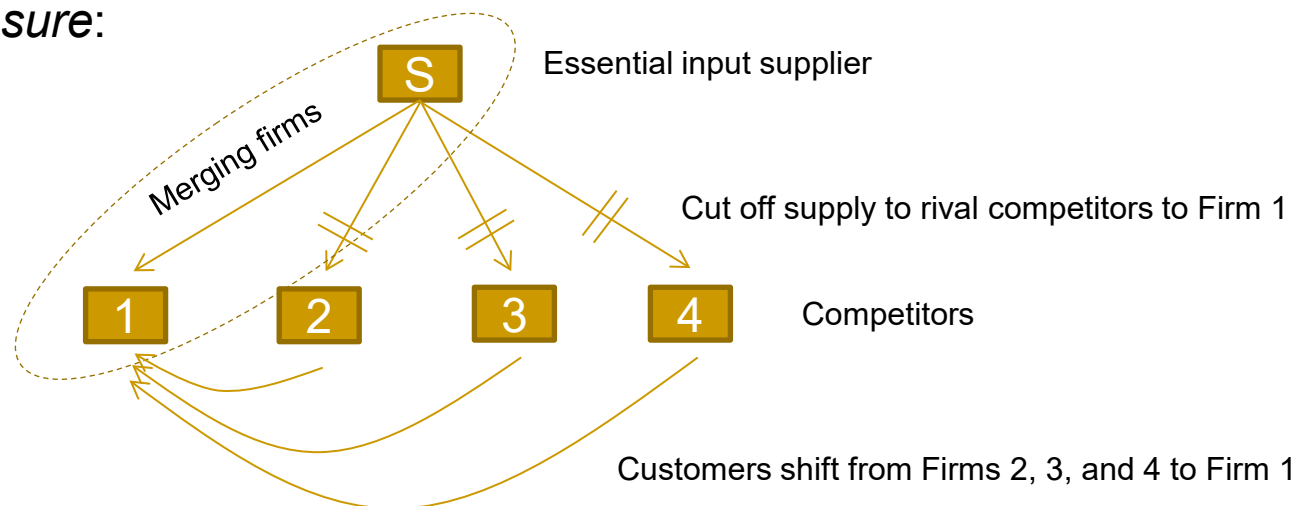 sure:
S
Essential input supplier
Merging firms
Cut off supply to rival competitors to Firm 1
1
2
3
4
Competitors
Customers shift from Firms 2, 3, and 4 to Firm 1